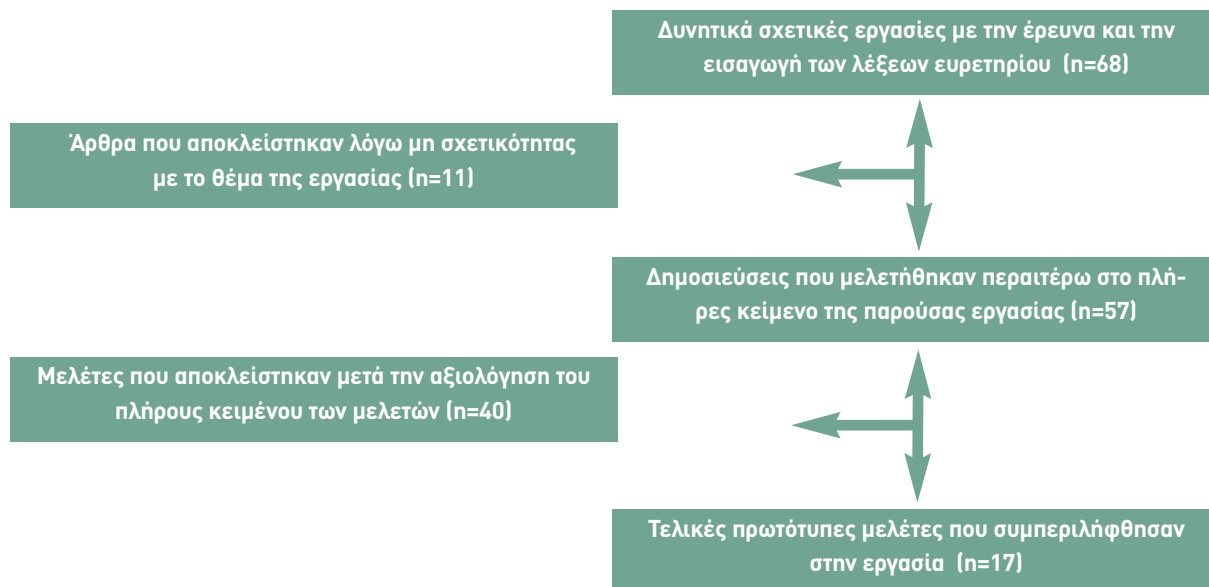 Δυνητικά σχετικές εργασίες με την έρευνα και την
εισαγωγή των λέξεων ευρετηρίου (n=68)
Άρθρα που αποκλείστηκαν λόγω μη σχετικότητας
με το θέμα της εργασίας (n=11)
Δημοσιεύσεις που μελετήθηκαν περαιτέρω στο πλή-
ρες κείμενο της παρούσας εργασίας (n=57)
Μελέτες που αποκλείστηκαν μετά την αξιολόγηση του
πλήρους κειμένου των μελετών (n=40)
Τελικές πρωτότυπες μελέτες που συμπεριλήφθησαν
στην εργασία (n=17)